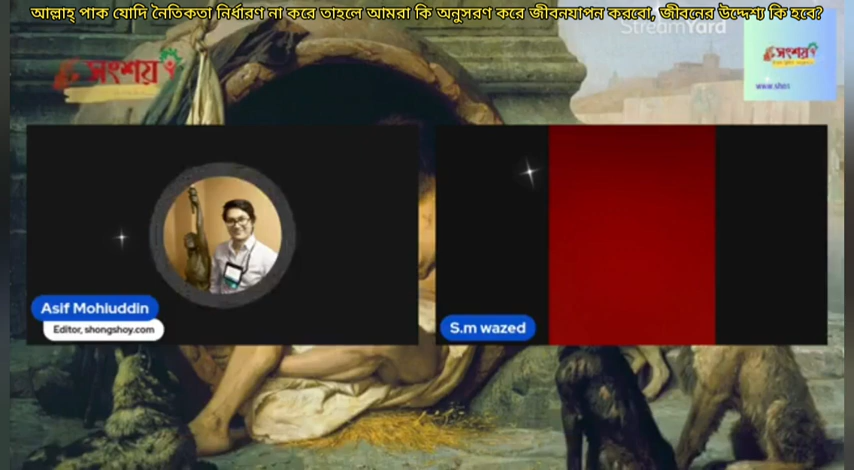 আল্লাহ্ পাক যোদি নৈতিকতা নির্ধারণ না করে তাহলে আমরা কি অনুসরণ করে জীবনযাপন করবো, জীবনের উদ্দেশ্য কি হবে?
StreamYard
সংশয়
সংশয়
Asif Mohiuddin
Editor, shongshoy.com
S.m wazed